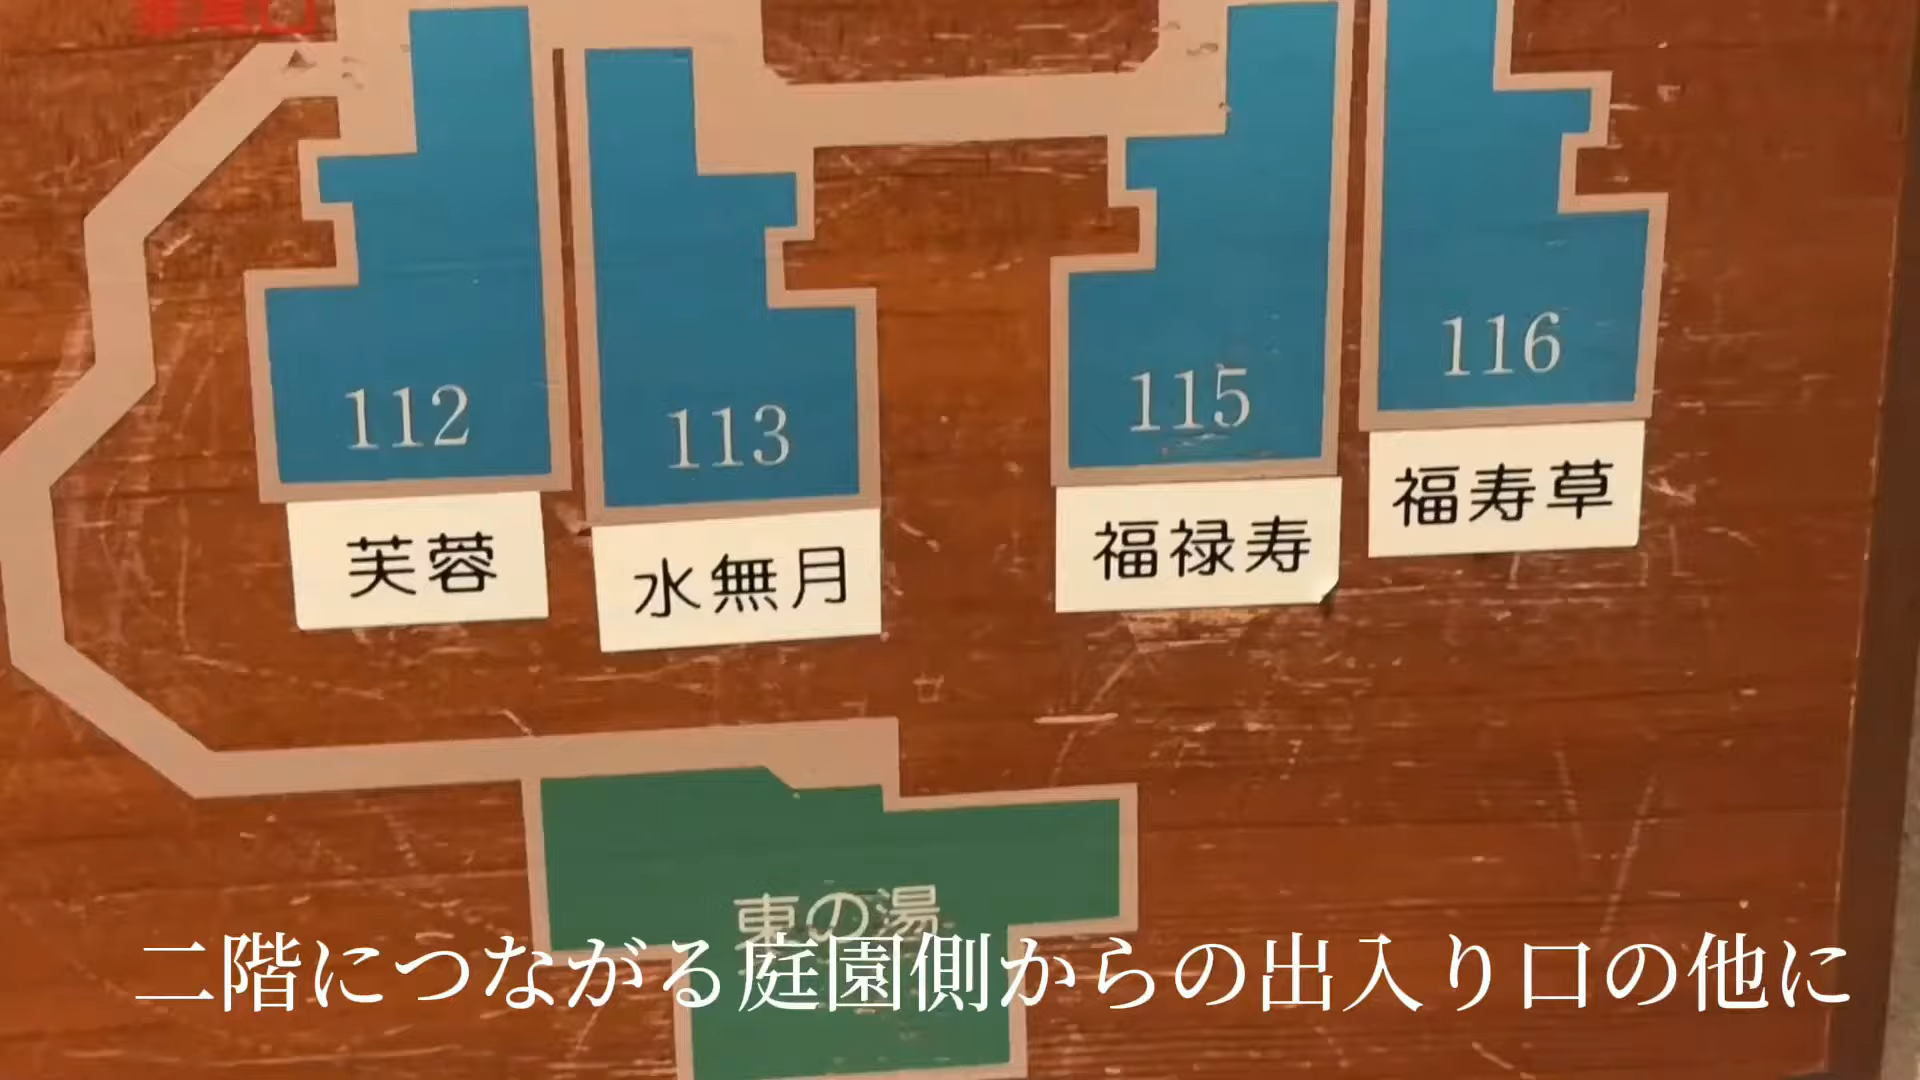 112
113
115
116
芙蓉
水無月
福禄寿
福寿草
東の湯
二階につながる庭園側からの出入り口の他に